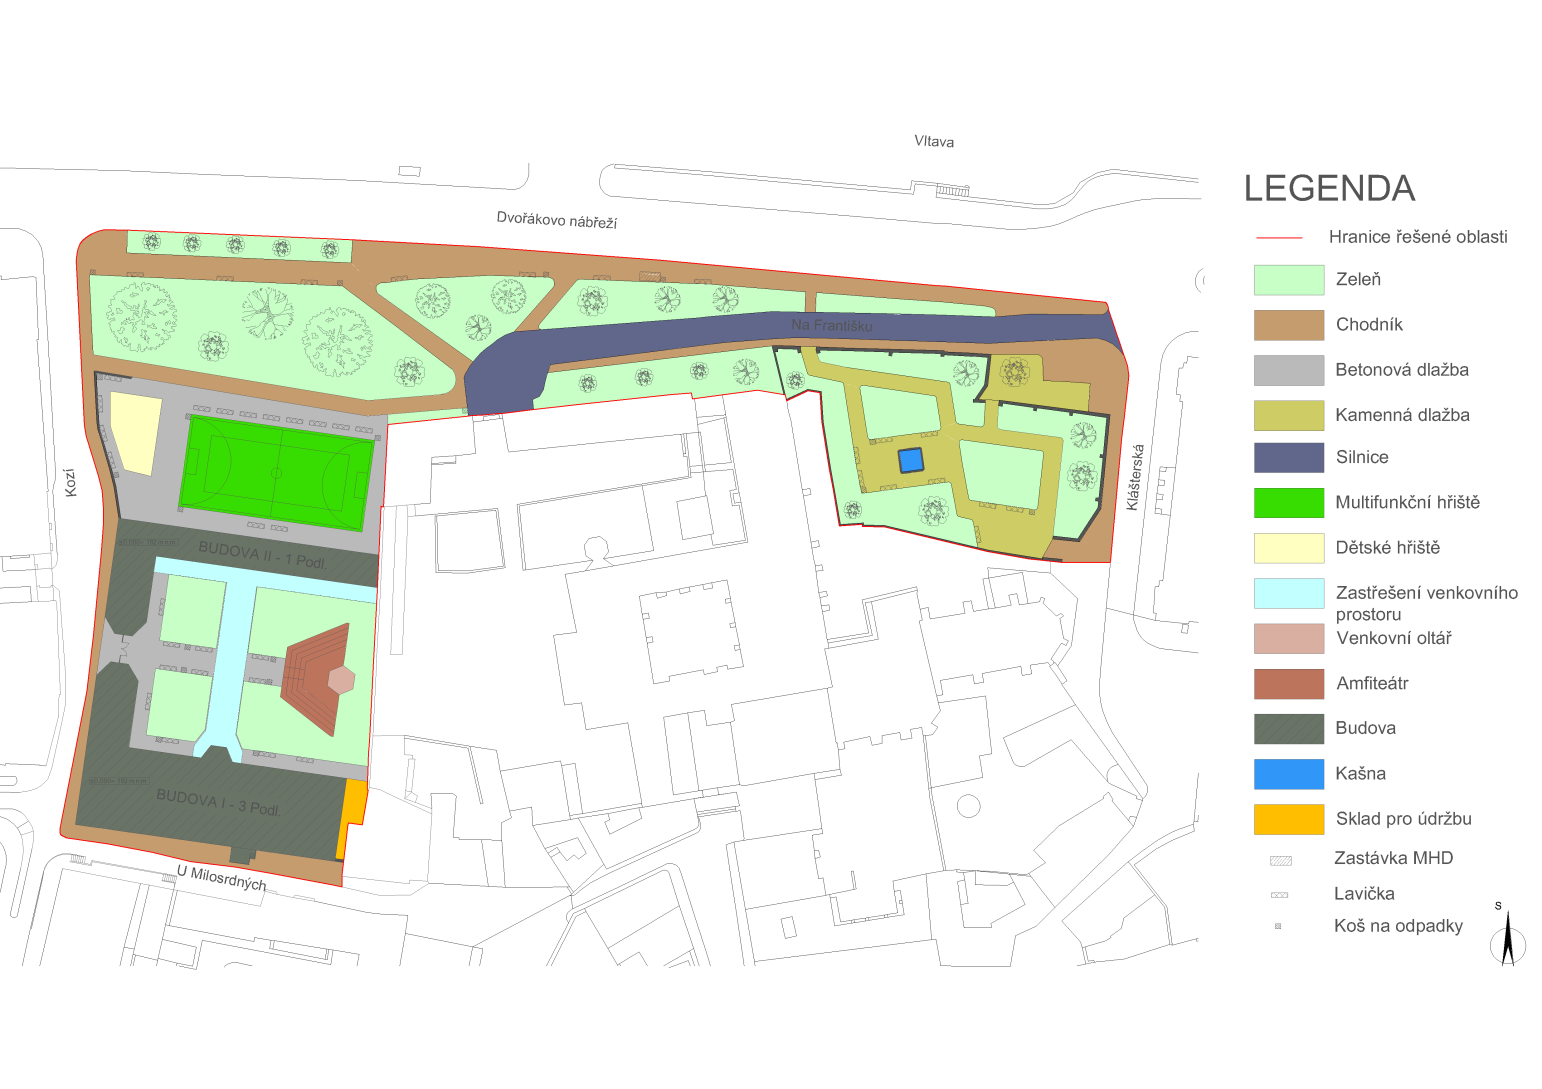 Vltava
Dvořákovo nábřeží
Na Františku
Kozí
Klášterská
BUDOVA II - 1 Podl.
BUDOVA I - 3 Podl.
U Milosrdných
LEGENDA
Hranice řešené oblasti
Zeleň
Chodník
Betonová dlažba
Kamenná dlažba
Silnice
Multifunkční hřiště
Dětské hřiště
Zastřešení venkovního
prostoru
Venkovní oltář
Amfiteátr
Budova
Kašna
Sklad pro údržbu
Zastávka MHD
Lavička
Koš na odpadky
S